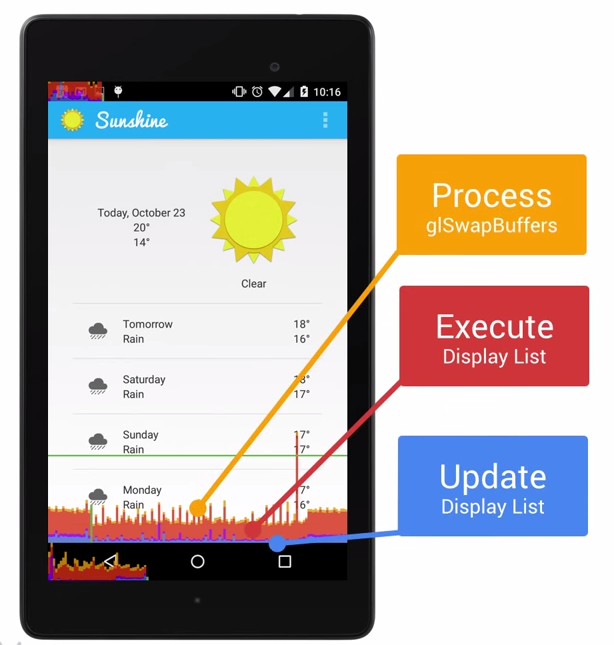 10:16
Sunshine
Today, October 23
20°
14°
Clear
Tomorrow
Rain
18°
16°
Saturday
Rain
18°
17°
Sunday
Rain
17°
17°
Monday
Rain
17°
16°
Process
glSwapBuffers
Execute
Display List
Update
Display List